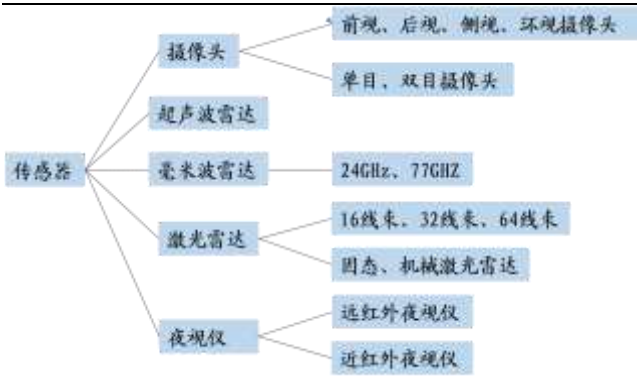 前视、后视、侧视、环视摄像头
摄像头
单目、双目摄像头
超声波雷达
传感器
毫米波雷达
24GHz、77GHZ
16线束、32线束、64线束
激光雷达
固态、机械激光雷达
远红外夜视仪
夜视仪
近红外夜视仪